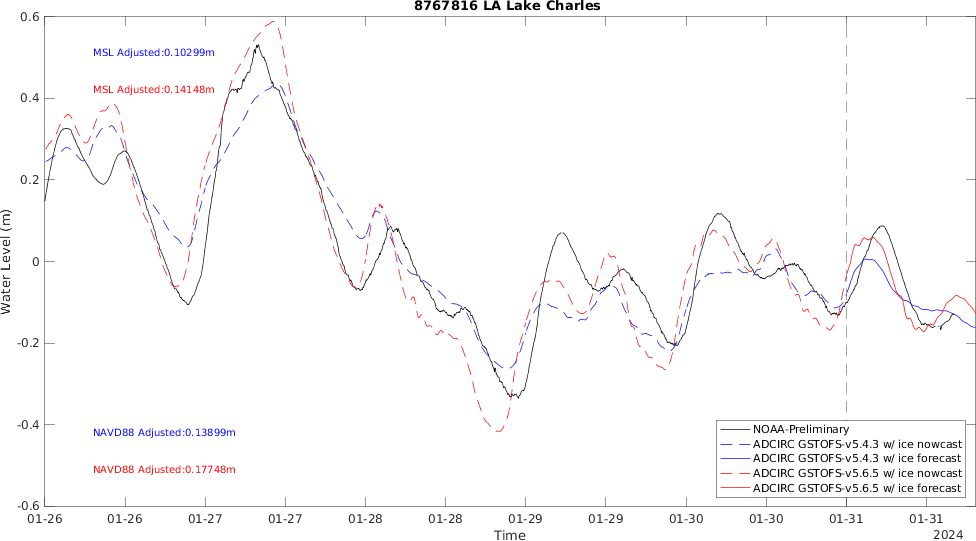 8767816 LA Lake Charles
0.6
MSL Adjusted:0.10299m
MSL Adjusted:0.14148m
0.4
0.2
0
-0.2
-0.4
-0.6
Water Level (m)
NAVD88 Adjusted:0.13899m
NAVD88 Adjusted:0.17748m
NOAA-Preliminary
ADCIRC GSTOFS-v5.4.3 w/ ice nowcast
ADCIRC GSTOFS-v5.4.3 w/ ice forecast
ADCIRC GSTOFS-v5.6.5 w/ ice nowcast
ADCIRC GSTOFS-v5.6.5 w/ ice forecast
01-26 01-26 01-27 01-27 01-28 01-28 01-29 01-29 01-30 01-30 01-31 01-31
Time
2024